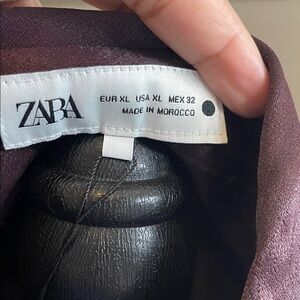 ZARA
EUR XL USA XL MEX 32
MADE IN MOROCCO